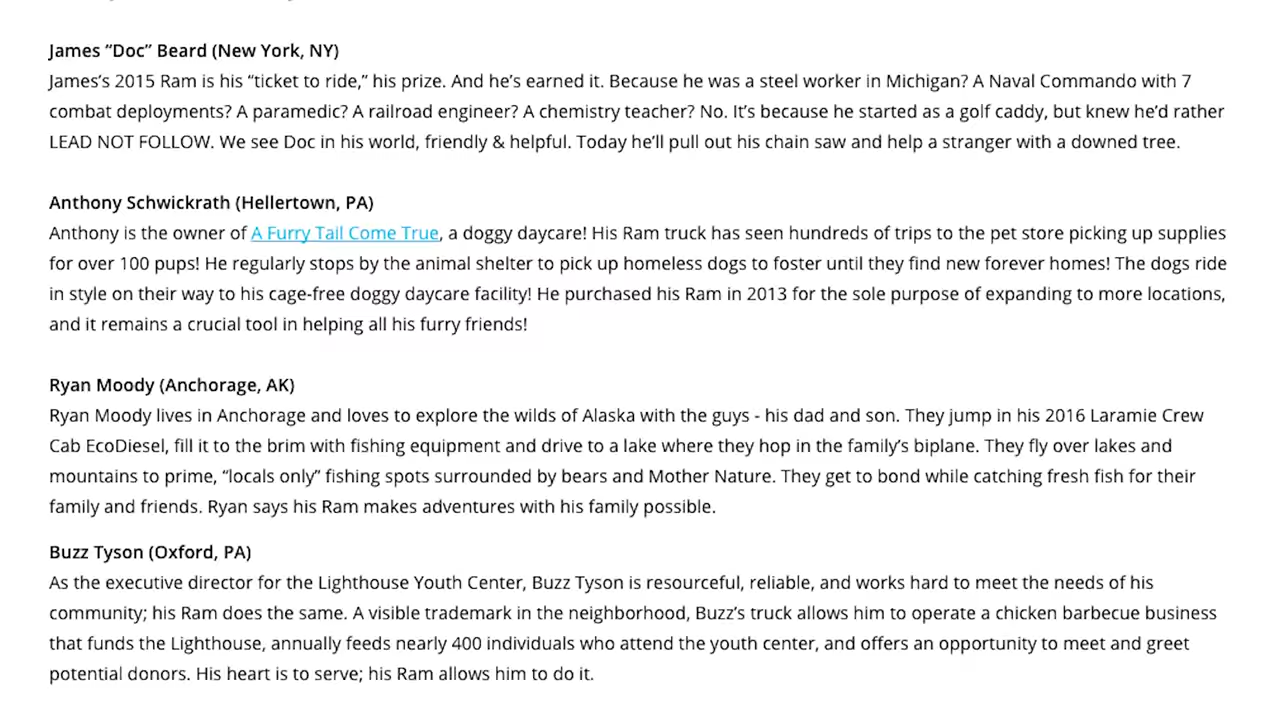 James “Doc” Beard (New York, NY)
James’s 2015 Ram is his “ticket to ride,” his prize. And he’s earned it. Because he was a steel worker in Michigan? A Naval Commando with 7
combat deployments? A paramedic? A railroad engineer? A chemistry teacher? No. It’s because he started as a golf caddy, but knew he’d rather
LEAD NOT FOLLOW. We see Doc in his world, friendly & helpful. Today he’ll pull out his chain saw and help a stranger with a downed tree.
Anthony Schwickrath (Hellertown, PA)
Anthony is the owner of A Furry Tail Come True, a doggy daycare! His Ram truck has seen hundreds of trips to the pet store picking up supplies
for over 100 pups! He regularly stops by the animal shelter to pick up homeless dogs to foster until they find new forever homes! The dogs ride
in style on their way to his cage-free doggy daycare facility! He purchased his Ram in 2013 for the sole purpose of expanding to more locations,
and it remains a crucial tool in helping all his furry friends!
Ryan Moody (Anchorage, AK)
Ryan Moody lives in Anchorage and loves to explore the wilds of Alaska with the guys - his dad and son. They jump in his 2016 Laramie Crew
Cab EcoDiesel, fill it to the brim with fishing equipment and drive to a lake where they hop in the family’s biplane. They fly over lakes and
mountains to prime, “locals only” fishing spots surrounded by bears and Mother Nature. They get to bond while catching fresh fish for their
family and friends. Ryan says his Ram makes adventures with his family possible.
Buzz Tyson (Oxford, PA)
As the executive director for the Lighthouse Youth Center, Buzz Tyson is resourceful, reliable, and works hard to meet the needs of his
community; his Ram does the same. A visible trademark in the neighborhood, Buzz’s truck allows him to operate a chicken barbecue business
that funds the Lighthouse, annually feeds nearly 400 individuals who attend the youth center, and offers an opportunity to meet and greet
potential donors. His heart is to serve; his Ram allows him to do it.